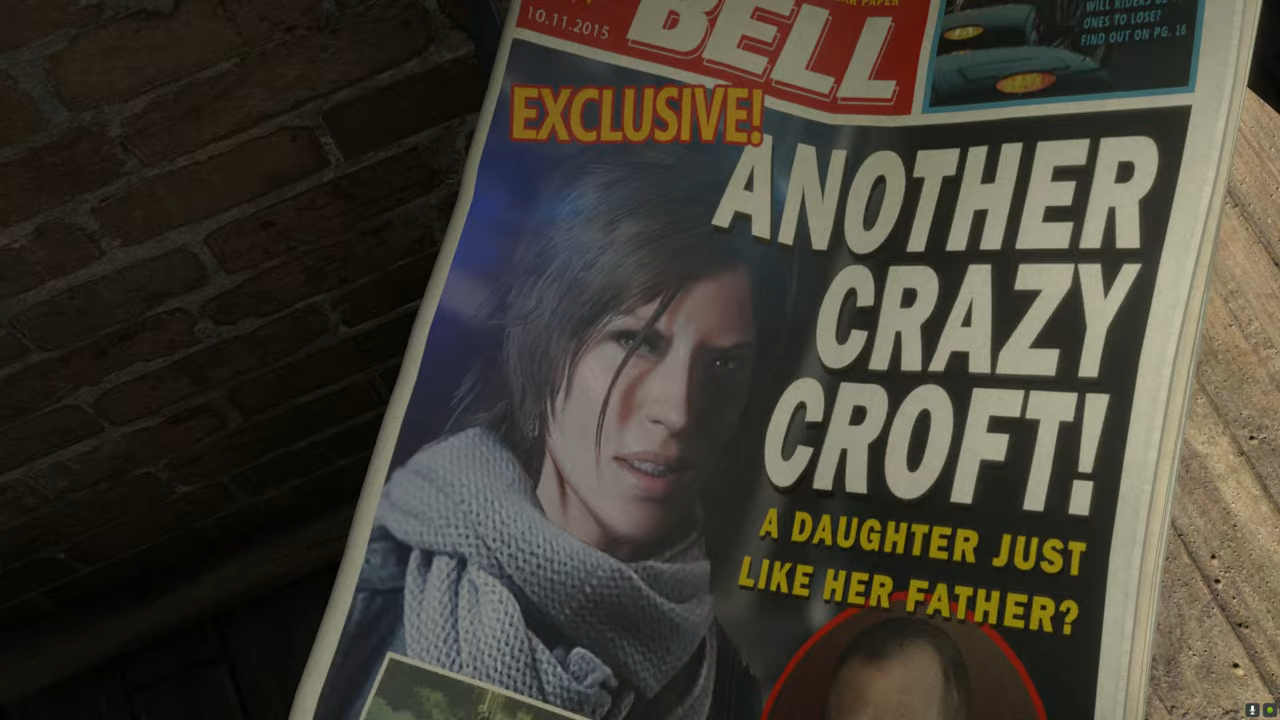 10.11.2015
BELL
PAPER
WILL RIDERS BE
ONES TO LOSE?
FIND OUT ON PG. 16
EXCLUSIVE!
ANOTHER
CRAZY
CROFT!
A DAUGHTER JUST
LIKE HER FATHER?